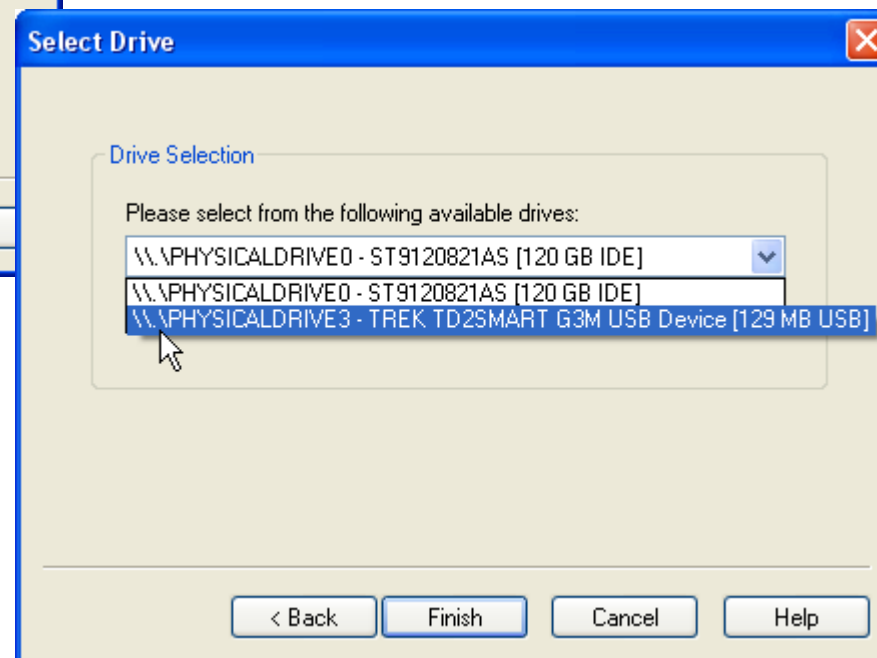 Select Drive
Drive Selection
Please select from the following available drives:
\\.\PHYSICALDRIVE0 - ST9120821AS [120 GB IDE]
\\.\PHYSICALDRIVE0 - ST9120821AS [120 GB IDE]
\\.\PHYSICALDRIVE3 - TREK TD2SMART G3M USB Device [129 MB USB]
< Back Finish Cancel Help